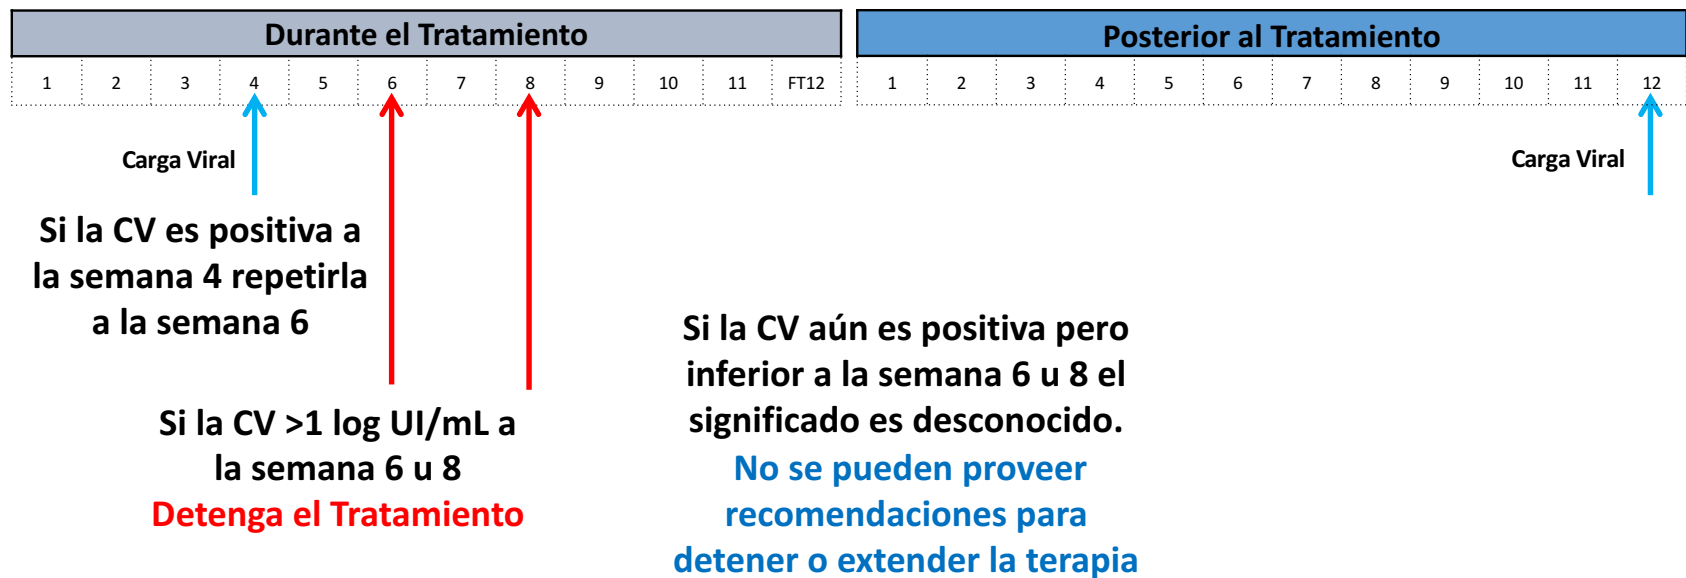 Durante el Tratamiento
Posterior al Tratamiento
1 2 3 4 5 6 7 8 9 10 11 FT12
1 2 3 4 5 6 7 8 9 10 11 12
Carga Viral
Carga Viral
Si la CV es positiva a
la semana 4 repetirla
a la semana 6
Si la CV >1 log UI/mL a
la semana 6 u 8
Detenga el Tratamiento
Si la CV aún es positiva pero
inferior a la semana 6 u 8 el
significado es desconocido.
No se pueden proveer
recomendaciones para
detener o extender la terapia